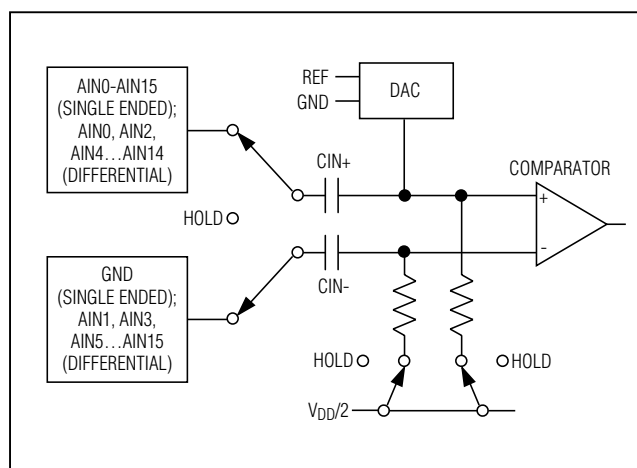 AIN0-AIN15
(SINGLE ENDED);
AIN0, AIN2,
AIN4...AIN14
(DIFFERENTIAL)
REF
GND
DAC
CIN+
COMPARATOR
+
-
HOLD
CIN-
GND
(SINGLE ENDED);
AIN1, AIN3,
AIN5...AIN15
(DIFFERENTIAL)
HOLD
HOLD
VDD/2